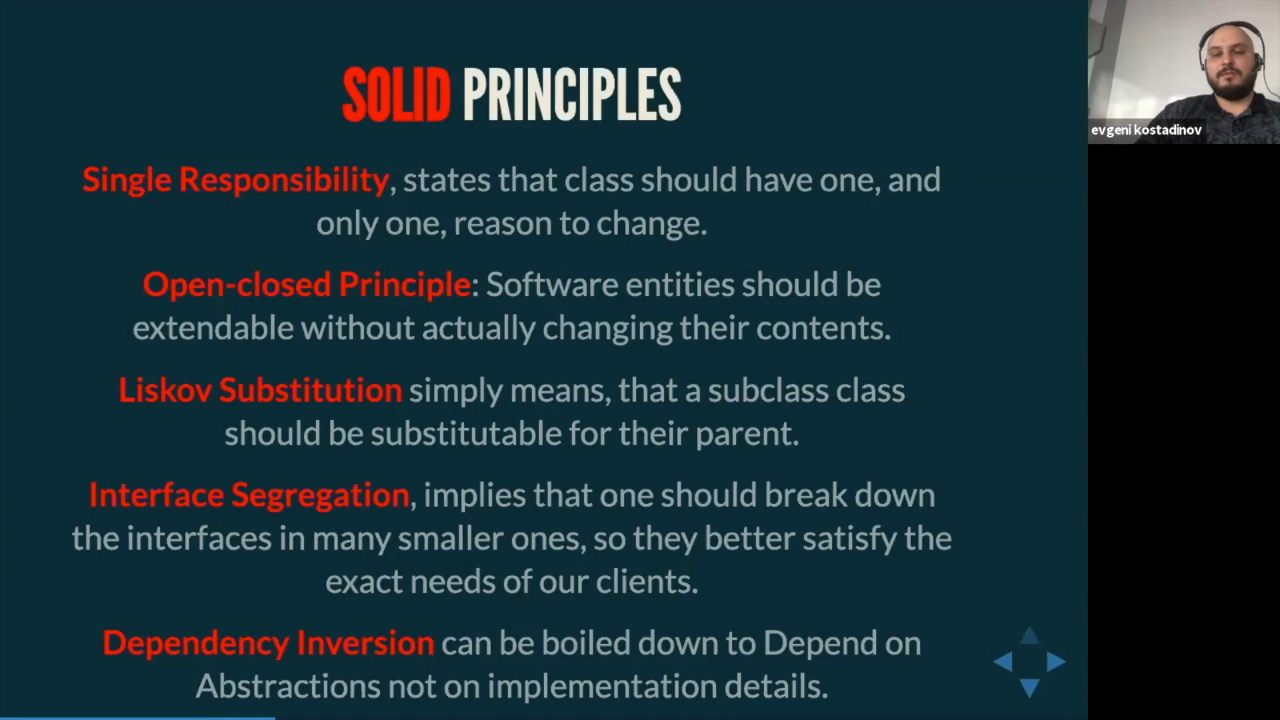 SOLID PRINCIPLES
Single Responsibility, states that class should have one, and
only one, reason to change.
Open-closed Principle: Software entities should be
extendable without actually changing their contents.
Liskov Substitution simply means, that a subclass class
should be substitutable for their parent.
Interface Segregation, implies that one should break down
the interfaces in many smaller ones, so they better satisfy the
exact needs of our clients.
Dependency Inversion can be boiled down to Depend on
Abstractions not on implementation details.
evgeni kostadinov